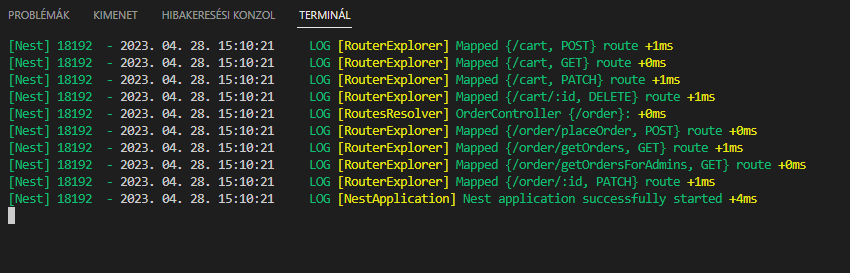 PROBLÉMÁK KIMENET HIBAKERESÉSI KONZOL TERMINÁL
[Nest] 18192  - 2023. 04. 28. 15:10:21     LOG [RouterExplorer] Mapped {/cart, POST} route +1ms
[Nest] 18192  - 2023. 04. 28. 15:10:21     LOG [RouterExplorer] Mapped {/cart, GET} route +0ms
[Nest] 18192  - 2023. 04. 28. 15:10:21     LOG [RouterExplorer] Mapped {/cart, PATCH} route +1ms
[Nest] 18192  - 2023. 04. 28. 15:10:21     LOG [RouterExplorer] Mapped {/cart/:id, DELETE} route +1ms
[Nest] 18192  - 2023. 04. 28. 15:10:21     LOG [RoutesResolver] OrderController {/order}: +0ms
[Nest] 18192  - 2023. 04. 28. 15:10:21     LOG [RouterExplorer] Mapped {/order/placeOrder, POST} route +0ms
[Nest] 18192  - 2023. 04. 28. 15:10:21     LOG [RouterExplorer] Mapped {/order/getOrders, GET} route +1ms
[Nest] 18192  - 2023. 04. 28. 15:10:21     LOG [RouterExplorer] Mapped {/order/getOrdersForAdmins, GET} route +0ms
[Nest] 18192  - 2023. 04. 28. 15:10:21     LOG [RouterExplorer] Mapped {/order/:id, PATCH} route +1ms
[Nest] 18192  - 2023. 04. 28. 15:10:21     LOG [NestApplication] Nest application successfully started +4ms